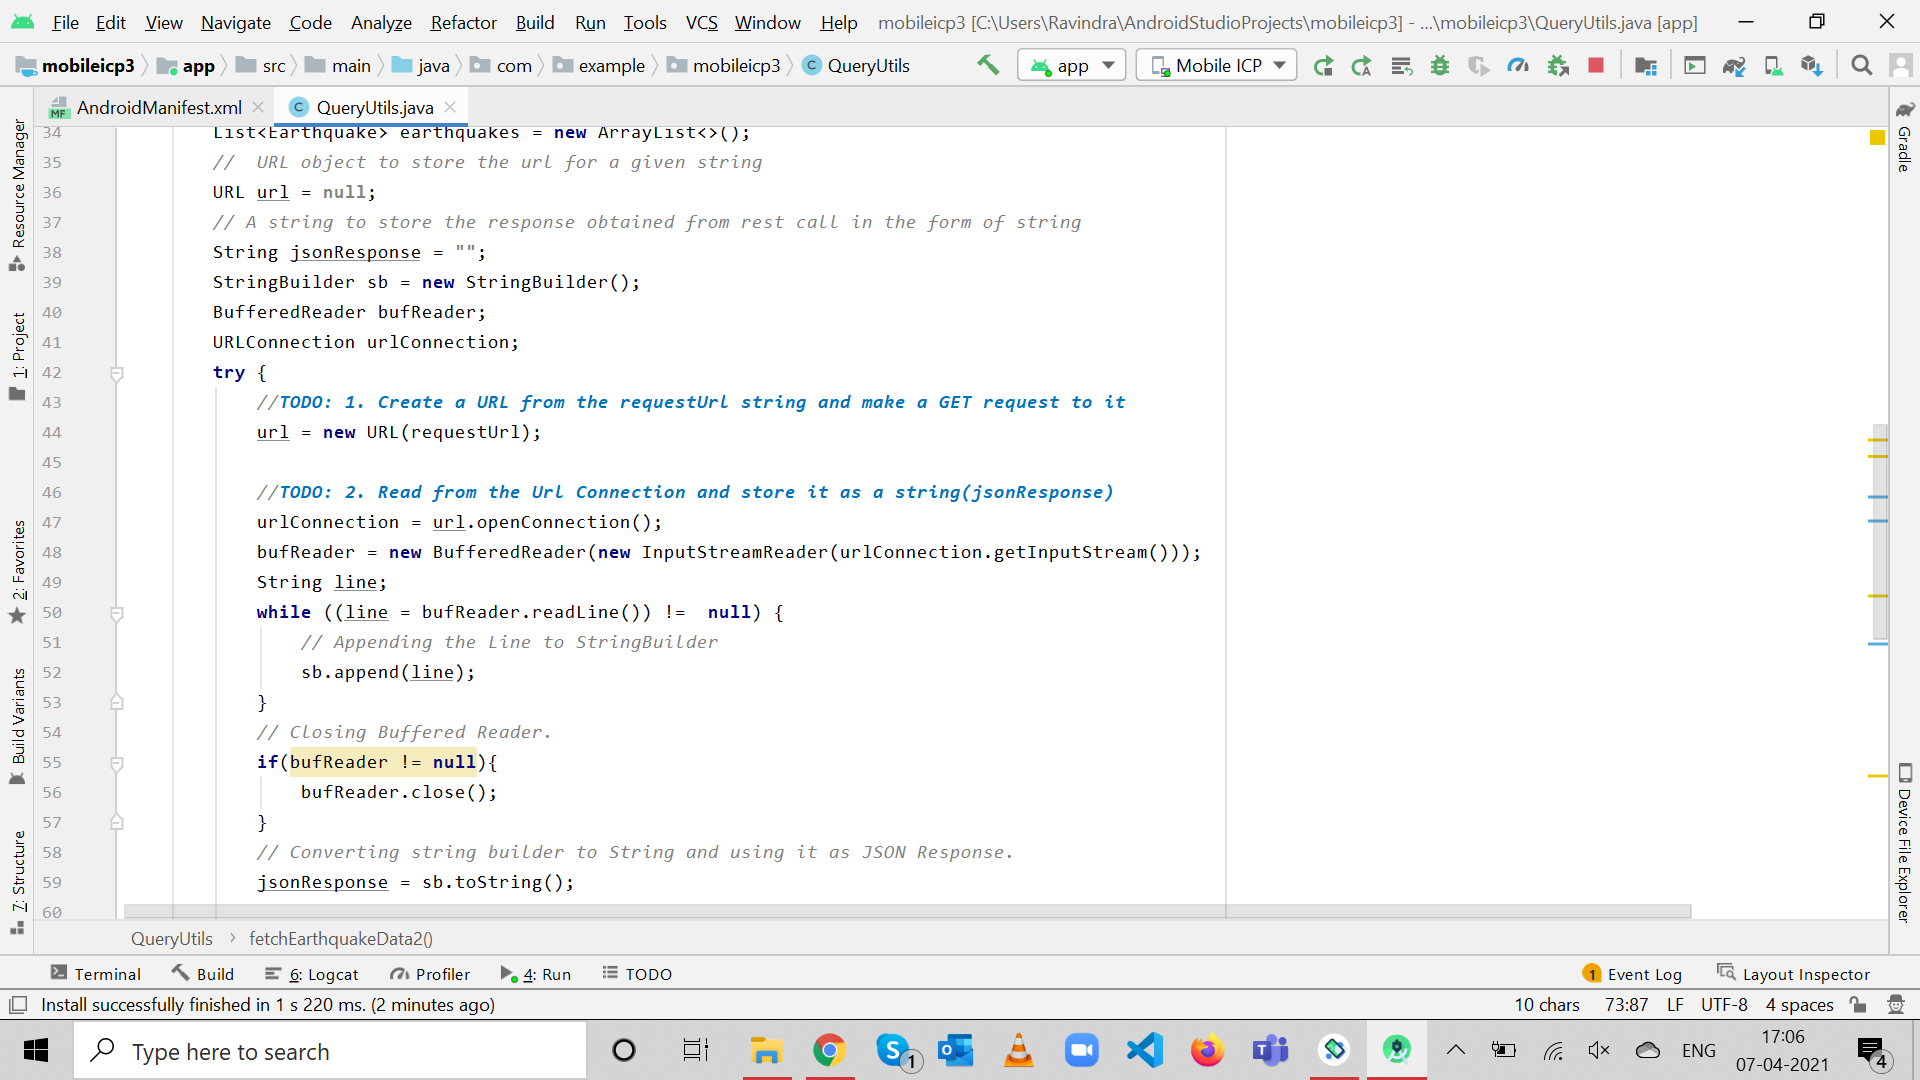 File Edit View Navigate Code Analyze Refactor Build Run Tools VCS Window Help mobileicp3 [C:\Users\Ravindra\AndroidStudioProjects\mobileicp3] - ...\mobileicp3\QueryUtils.java [app]
mobileicp3 app src main java com example mobileicp3 C QueryUtils app Mobile ICP
MF AndroidManifest.xml C QueryUtils.java
34 List<Earthquake> earthquakes = new ArrayList<>();
35 //  URL object to store the url for a given string
36 URL url = null;
37 // A string to store the response obtained from rest call in the form of string
38 String jsonResponse = "";
39 StringBuilder sb = new StringBuilder();
40 BufferedReader bufReader;
41 URLConnection urlConnection;
42 try {
43 //TODO: 1. Create a URL from the requestUrl string and make a GET request to it
44 url = new URL(requestUrl);
45
46 //TODO: 2. Read from the Url Connection and store it as a string(jsonResponse)
47 urlConnection = url.openConnection();
48 bufReader = new BufferedReader(new InputStreamReader(urlConnection.getInputStream()));
49 String line;
50 while ((line = bufReader.readLine()) !=  null) {
51 // Appending the Line to StringBuilder
52 sb.append(line);
53 }
54 // Closing Buffered Reader.
55 if(bufReader != null){
56 bufReader.close();
57 }
58 // Converting string builder to String and using it as JSON Response.
59 jsonResponse = sb.toString();
60
Resource Manager
1: Project
2: Favorites
Build Variants
7: Structure
Gradle
Device File Explorer
QueryUtils > fetchEarthquakeData2()
Terminal Build 6: Logcat Profiler 4: Run TODO 1 Event Log Layout Inspector
Install successfully finished in 1 s 220 ms. (2 minutes ago) 10 chars 73:87 LF UTF-8 4 spaces
Type here to search 1 ENG 17:06
07-04-2021 4